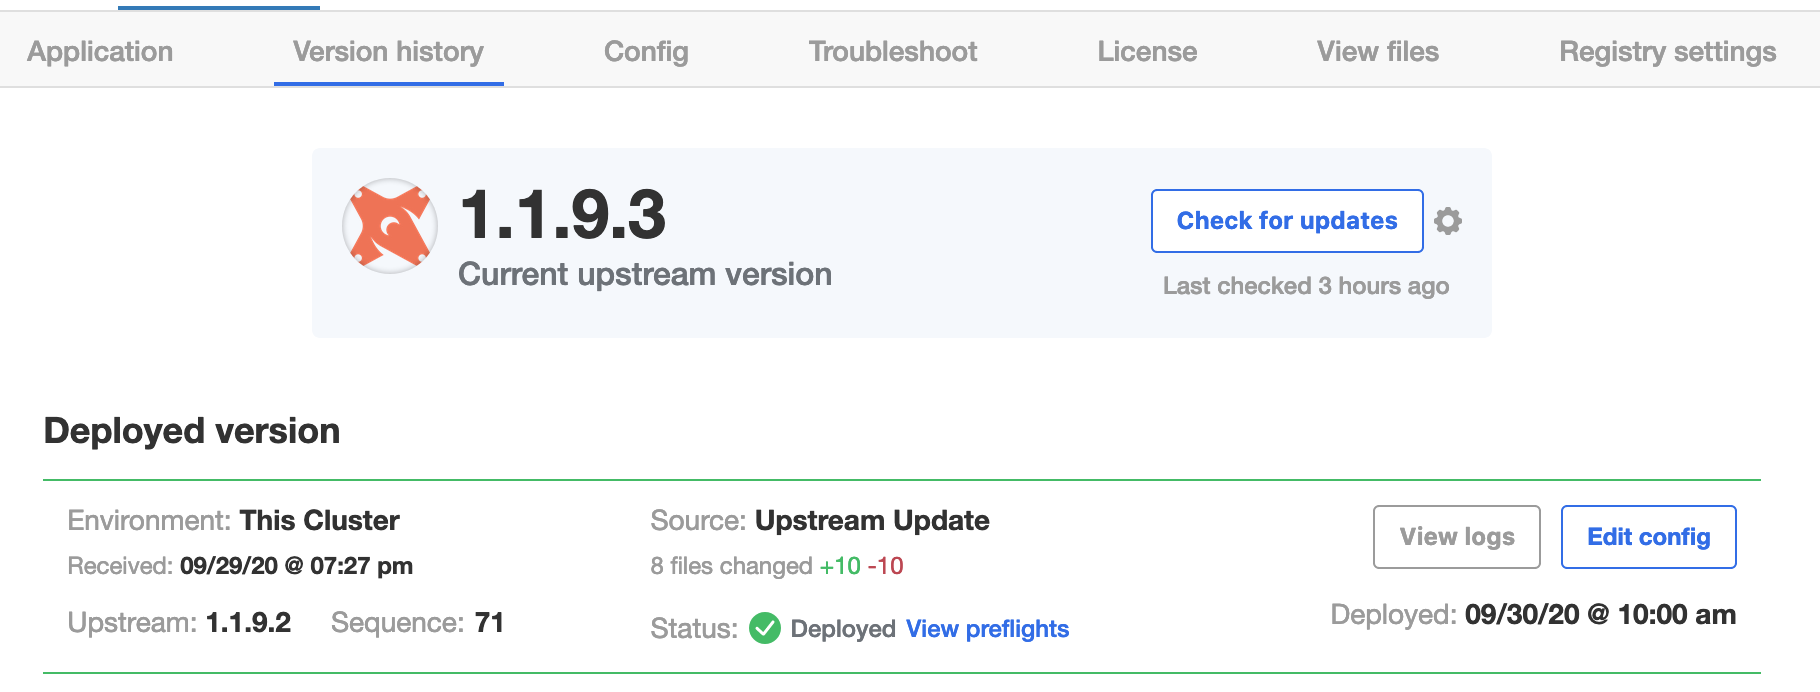 Application Version history Config Troubleshoot License View files Registry settings
1.1.9.3
Current upstream version
Check for updates
Last checked 3 hours ago
Deployed version
Environment: This Cluster
Received: 09/29/20 @ 07:27 pm
Upstream: 1.1.9.2 Sequence: 71
Source: Upstream Update
8 files changed +10 -10
Status: Deployed View preflights
View logs Edit config
Deployed: 09/30/20 @ 10:00 am